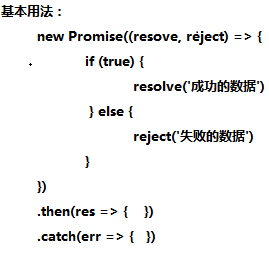 基本用法：
new Promise((resove, reject) => {
if (true) {
resolve('成功的数据')
} else {
reject('失败的数据')
}
})
.then(res => { })
.catch(err => { })